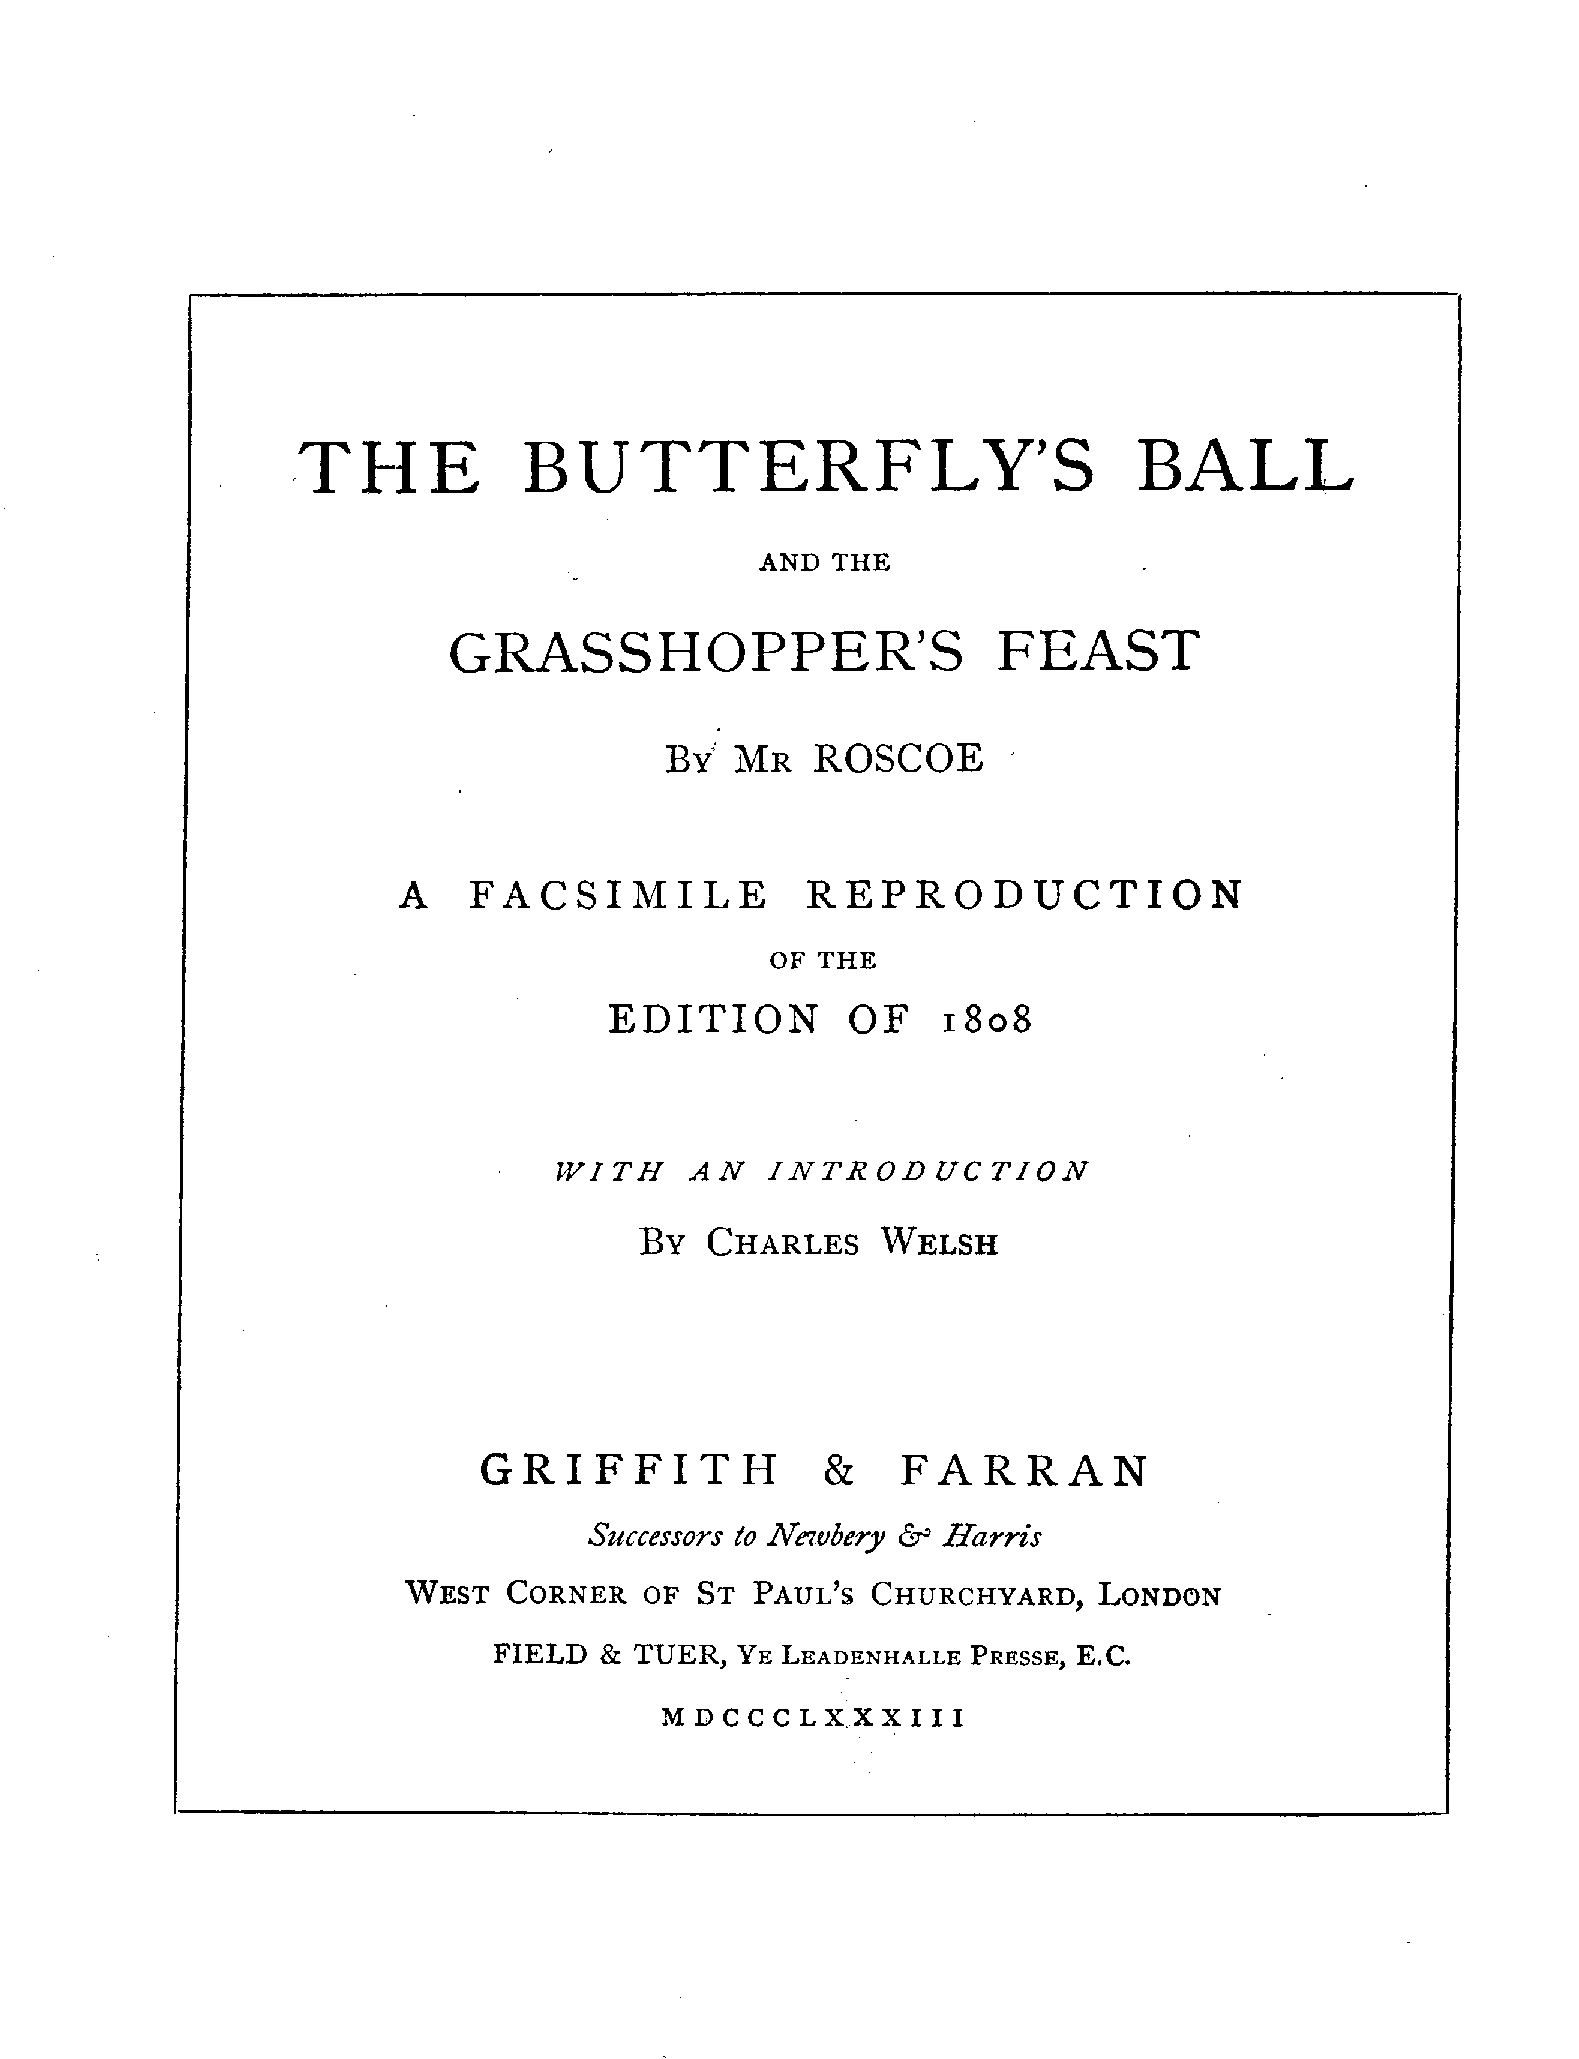 THE BUTTERFLY'S BALL
AND THE
GRASSHOPPER'S FEAST
BY MR ROSCOE
A FACSIMILE REPRODUCTION
OF THE
EDITION OF 1808
WITH AN INTRODUCTION
BY CHARLES WELSH
GRIFFITH & FARRAN
Successors to Newbery & Harris
WEST CORNER OF ST PAUL'S CHURCHYARD, LONDON
FIELD & TUER, YE LEADENHALLE PRESSE, E.C.
MDCCCLXXXIII